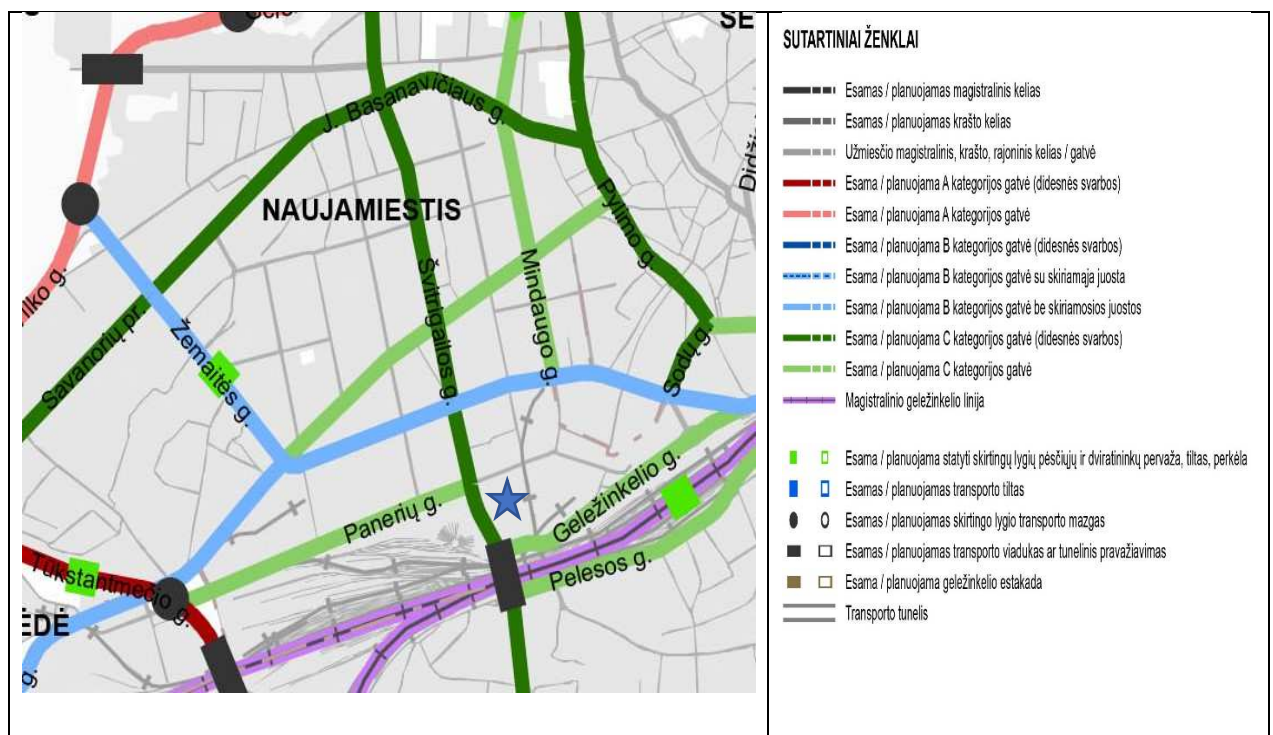 SE
J. Basanavičiaus g.
Didž
NAUJAMIESTIS
Pylimo g.
Švitrigailos g.
Mindaugo g.
ilko g.
Savanorių pr.
Žemaitės g.
Sodų g.
Geležinkelio g.
Panerių g.
Pelesos g.
Tūkstantmečio g.
ĖDĖ
g.
SUTARTINIAI ŽENKLAI
Esamas / planuojamas magistralinis kelias
Esamas / planuojamas krašto kelias
Užmiesčio magistralinis, krašto, rajoninis kelias / gatvė
Esama / planuojama A kategorijos gatvė (didesnės svarbos)
Esama / planuojama A kategorijos gatvė
Esama / planuojama B kategorijos gatvė (didesnės svarbos)
Esama / planuojama B kategorijos gatvė su skiriamąja juosta
Esama / planuojama B kategorijos gatvė be skiriamosios juostos
Esama / planuojama C kategorijos gatvė (didesnės svarbos)
Esama / planuojama C kategorijos gatvė
Magistralinio geležinkelio linija
Esama / planuojama statyti skirtingų lygių pėsčiųjų ir dviratininkų pervaža, tiltas, perkėla
Esamas / planuojamas transporto tiltas
Esamas / planuojamas skirtingo lygio transporto mazgas
Esamas / planuojamas transporto viadukas ar tunelinis pravažiavimas
Esama / planuojama geležinkelio estakada
Transporto tunelis